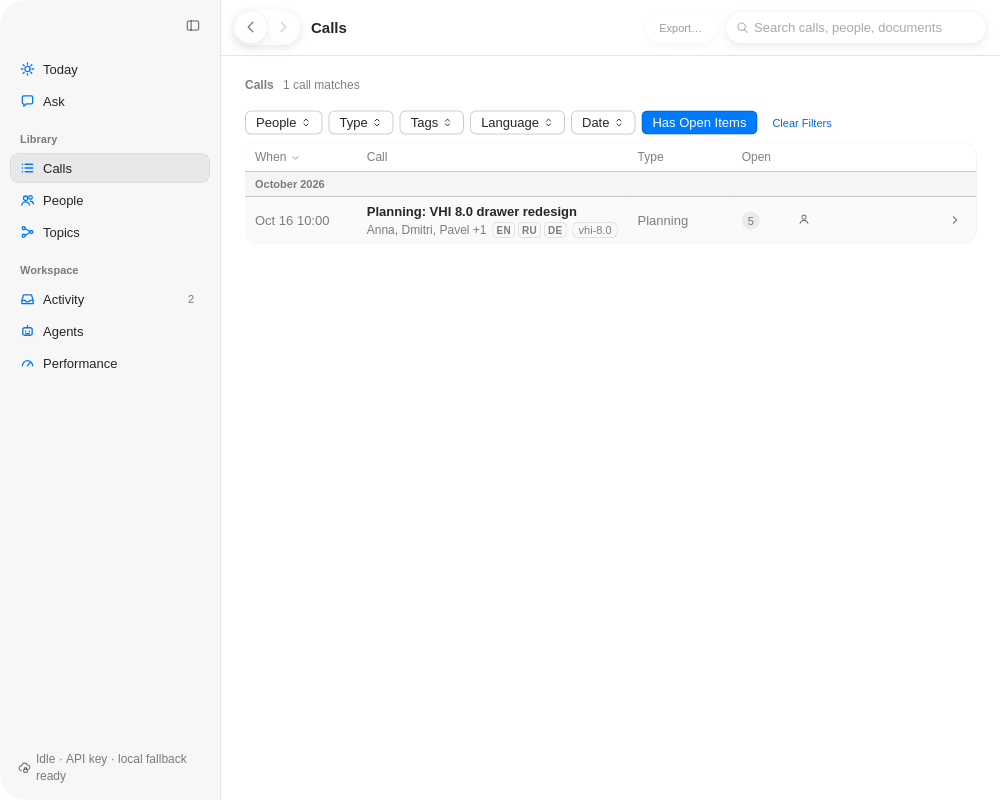 Calls
Export…
Search calls, people, documents
Today
Ask
Library
Calls
People
Topics
Workspace
Activity 2
Agents
Performance
Idle · API key · local fallback
ready
Calls 1 call matches
People Type Tags Language Date Has Open Items Clear Filters
When Call Type Open
October 2026
Oct 16 10:00 Planning: VHI 8.0 drawer redesign Planning 5
Anna, Dmitri, Pavel +1 EN RU DE vhi-8.0